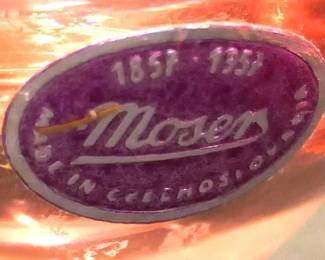 1857 · 1957
Moser
MADE IN CZECHOSLOVAKIA